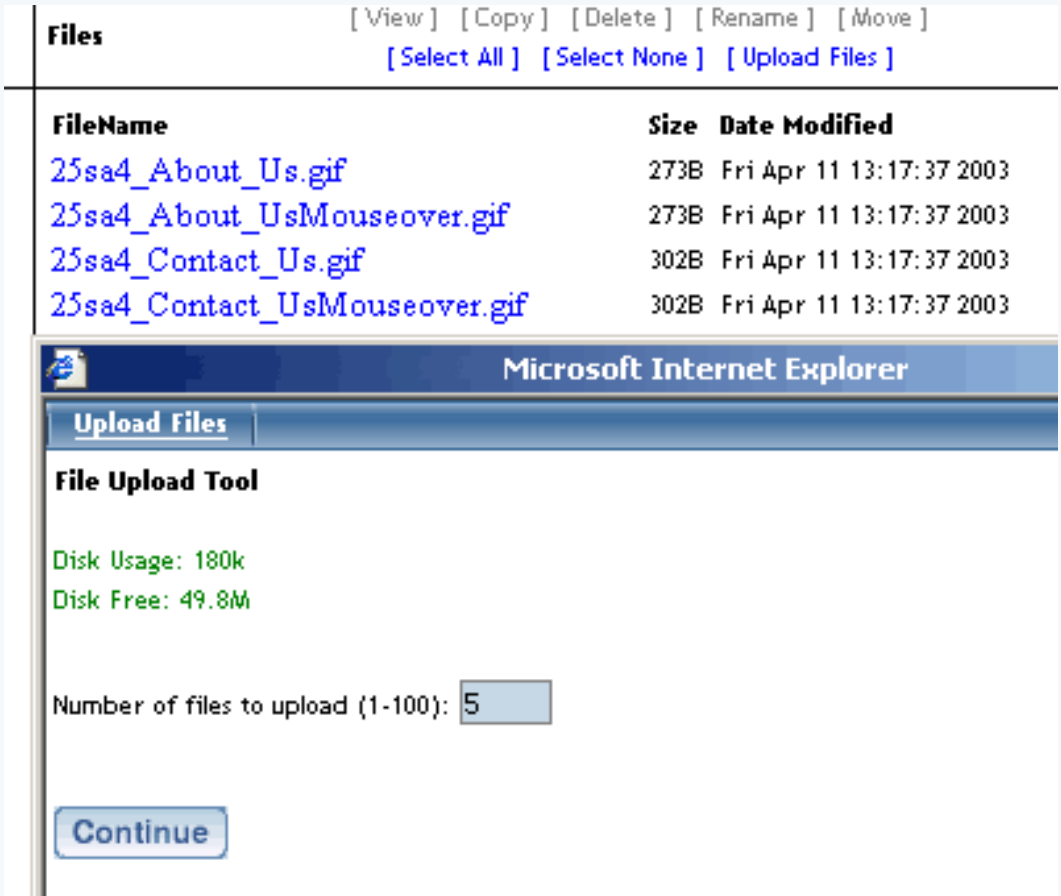 Files [ View ] [ Copy ] [ Delete ] [ Rename ] [ Move ]
[ Select All ] [ Select None ] [ Upload Files ]
FileName Size Date Modified
25sa4_About_Us.gif 273B Fri Apr 11 13:17:37 2003
25sa4_About_UsMouseover.gif 273B Fri Apr 11 13:17:37 2003
25sa4_Contact_Us.gif 302B Fri Apr 11 13:17:37 2003
25sa4_Contact_UsMouseover.gif 302B Fri Apr 11 13:17:37 2003
Microsoft Internet Explorer
Upload Files
File Upload Tool
Disk Usage: 180k
Disk Free: 49.8M
Number of files to upload (1-100): 5
Continue